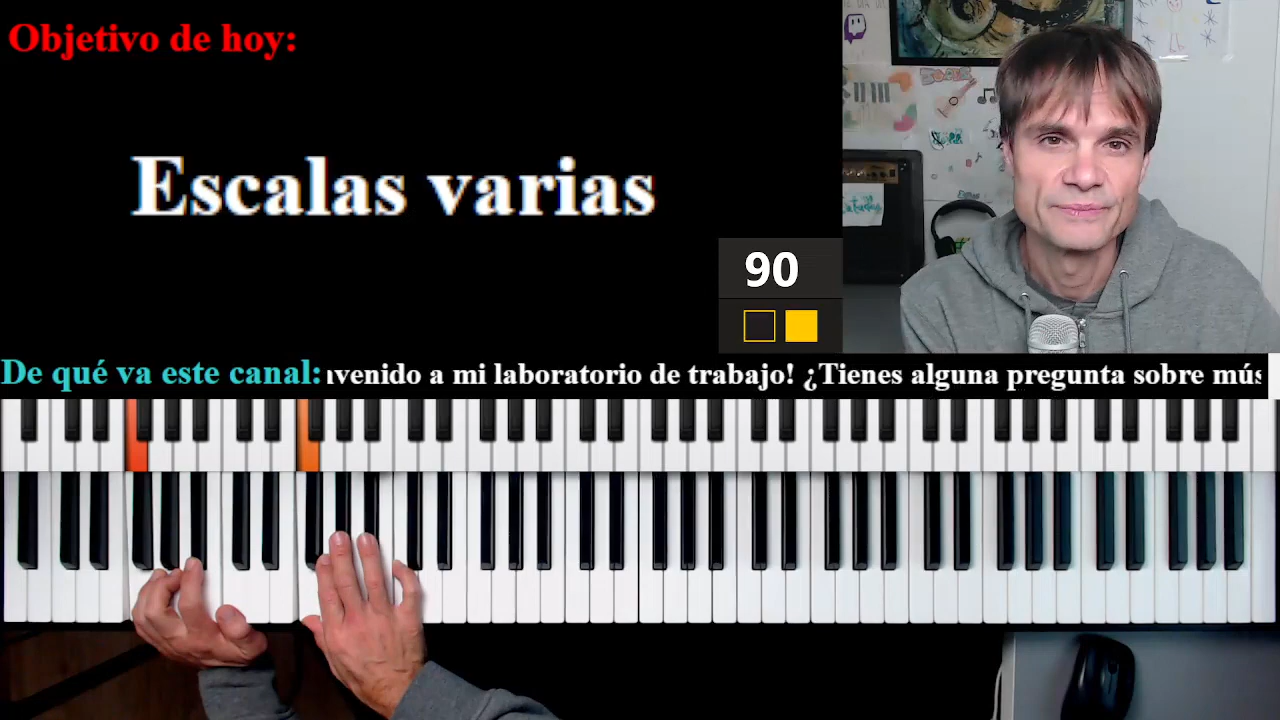 Objetivo de hoy:
Escalas varias
90
De qué va este canal: nvenido a mi laboratorio de trabajo! ¿Tienes alguna pregunta sobre mús